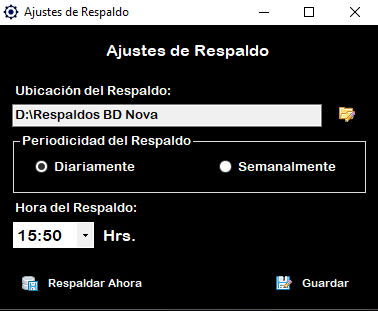 Ajustes de Respaldo
Ajustes de Respaldo
Ubicación del Respaldo:
D:\Respaldos BD Nova
Periodicidad del Respaldo
Diariamente
Semanalmente
Hora del Respaldo:
15:50 Hrs.
Respaldar Ahora
Guardar